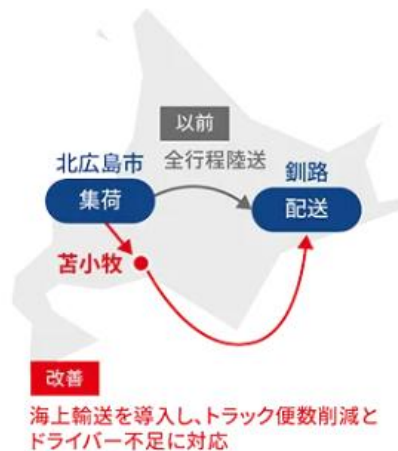 以前
全行程陸送
北広島市
集荷
釧路
配送
苫小牧
改善
海上輸送を導入し、トラック便数削減と
ドライバー不足に対応